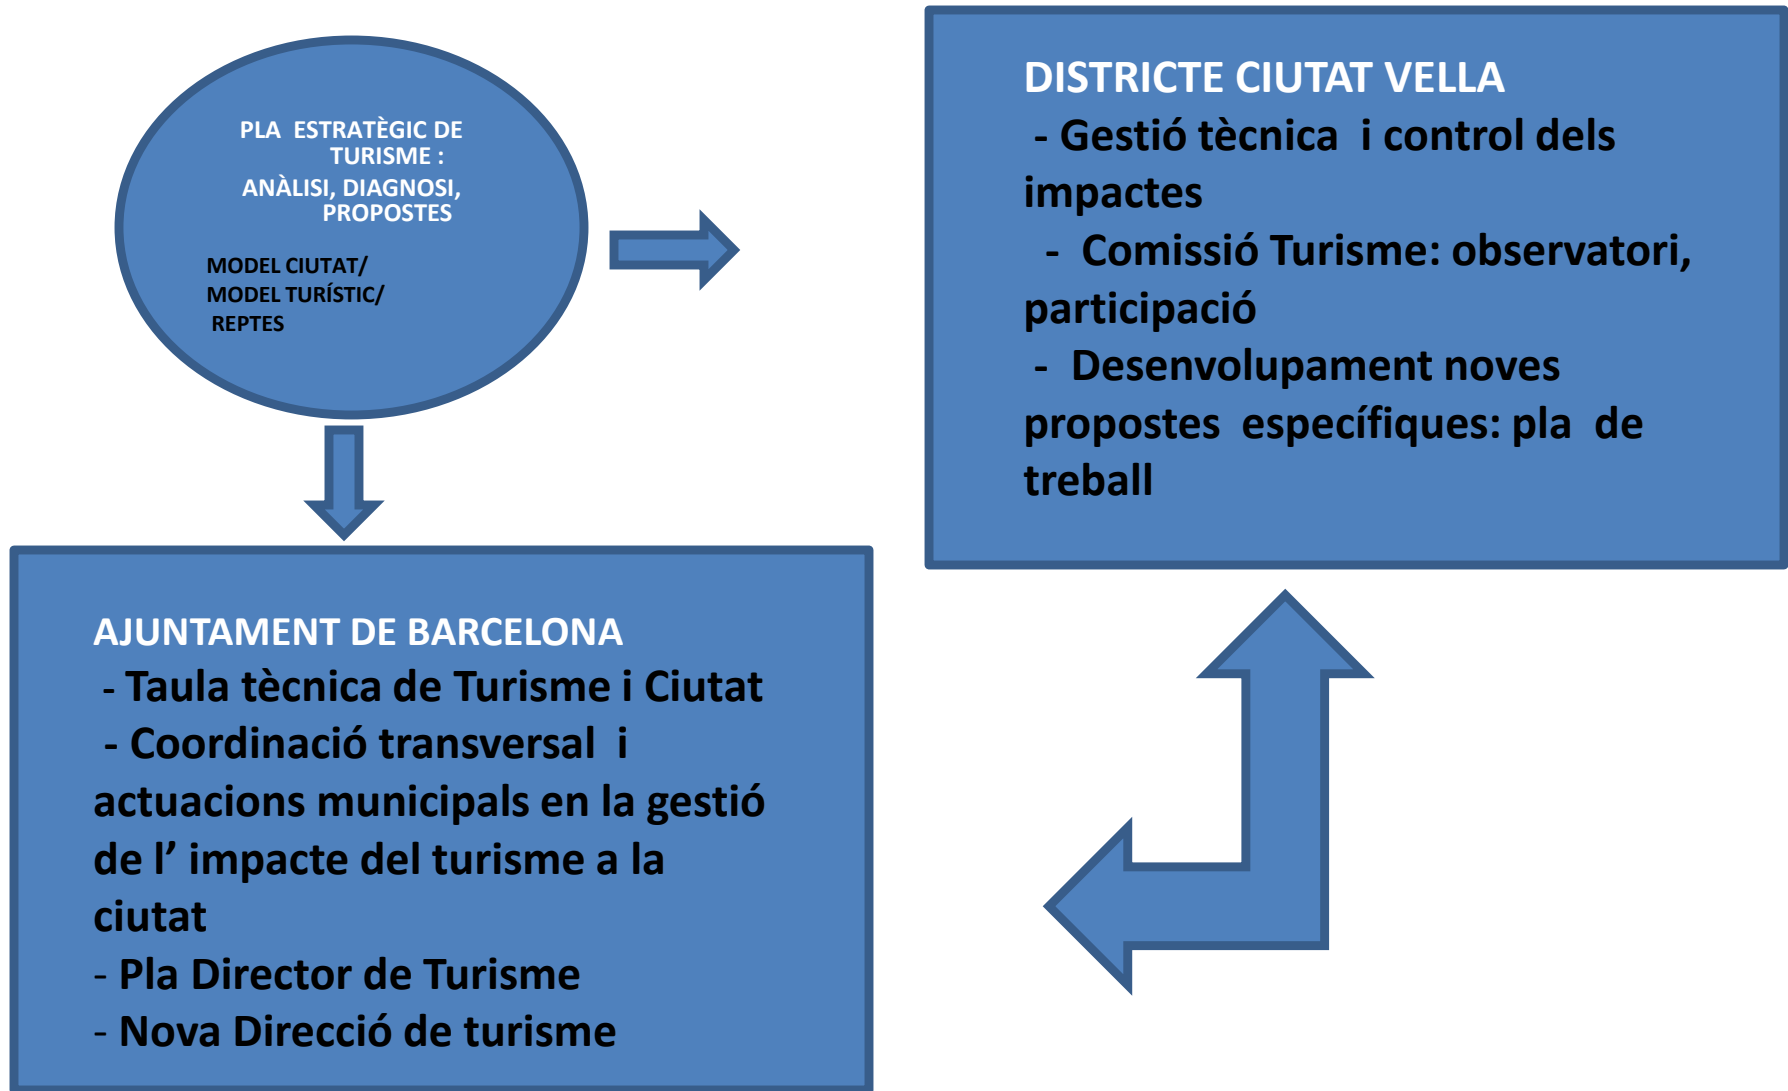 PLA ESTRATÈGIC DE
TURISME :
ANÀLISI, DIAGNOSI,
PROPOSTES
MODEL CIUTAT/
MODEL TURÍSTIC/
REPTES
DISTRICTE CIUTAT VELLA
- Gestió tècnica i control dels
impactes
- Comissió Turisme: observatori,
participació
- Desenvolupament noves
propostes específiques: pla de
treball
AJUNTAMENT DE BARCELONA
- Taula tècnica de Turisme i Ciutat
- Coordinació transversal i
actuacions municipals en la gestió
de l’ impacte del turisme a la
ciutat
- Pla Director de Turisme
- Nova Direcció de turisme